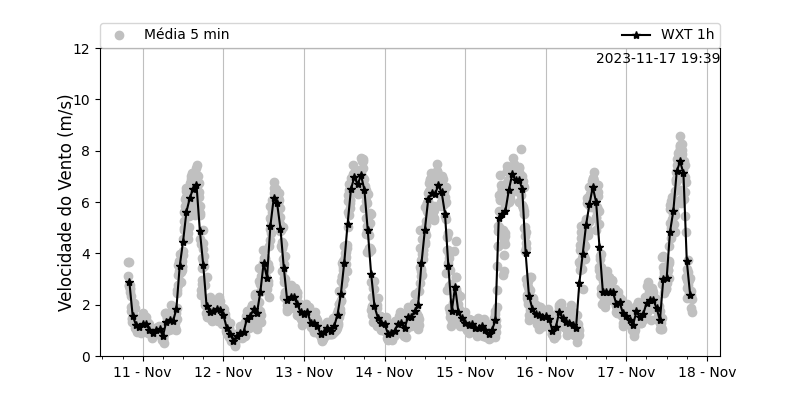 Média 5 min
WXT 1h
2023-11-17 19:39
Velocidade do Vento (m/s)
12
10
8
6
4
2
0
11 - Nov
12 - Nov
13 - Nov
14 - Nov
15 - Nov
16 - Nov
17 - Nov
18 - Nov